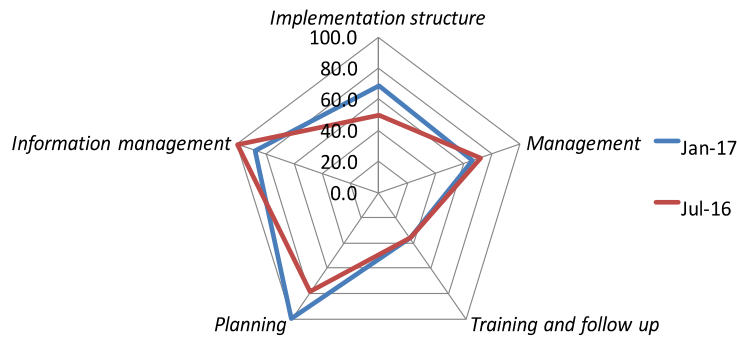 Implementation structure
100.0
80.0
60.0
40.0
20.0
0.0
Information management
Management
Jan-17
Jul-16
Planning
Training and follow up